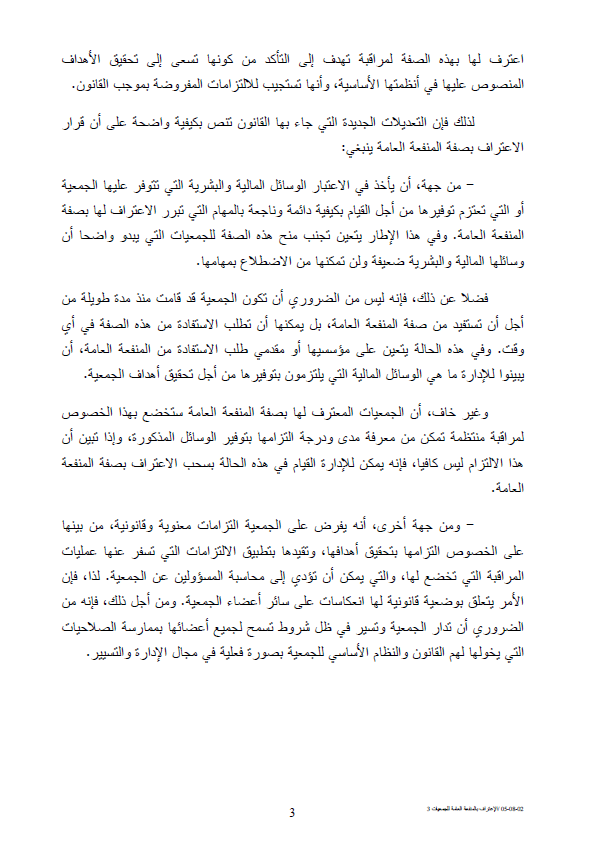 اعترف لها بهذه الصفة لمراقبة تهدف إلى التأكد من كونها تسعى إلى تحقيق الأهداف
المنصوص عليها في أنظمتها الأساسية، وأنها تستجيب للالتزامات المفروضة بموجب القانون.
لذلك فإن التعديلات الجديدة التي جاء بها القانون تنص بكيفية واضحة على أن قرار
الاعتراف بصفة المنفعة العامة ينبغي:
– من جهة، أن يأخذ في الاعتبار الوسائل المالية والبشرية التي تتوفر عليها الجمعية
أو التي تعتزم توفيرها من أجل القيام بكيفية دائمة وناجعة بالمهام التي تبرر الاعتراف لها بصفة
المنفعة العامة. وفي هذا الإطار يتعين تجنب منح هذه الصفة للجمعيات التي يبدو واضحا أن
وسائلها المالية والبشرية ضعيفة ولن تمكنها من الاضطلاع بمهامها.
فضلا عن ذلك، فإنه ليس من الضروري أن تكون الجمعية قد قامت منذ مدة طويلة من
أجل أن تستفيد من صفة المنفعة العامة، بل يمكنها أن تطلب الاستفادة من هذه الصفة في أي
وقت. وفي هذه الحالة يتعين على مؤسسيها أو مقدمي طلب الاستفادة من المنفعة العامة، أن
يبينوا للإدارة ما هي الوسائل المالية التي يلتزمون بتوفيرها من أجل تحقيق أهداف الجمعية.
وغير خاف، أن الجمعيات المعترف لها بصفة المنفعة العامة ستخضع بهذا الخصوص
لمراقبة منتظمة تمكن من معرفة مدى ودرجة التزامها بتوفير الوسائل المذكورة، وإذا تبين أن
هذا الالتزام ليس كافيا، فإنه يمكن للإدارة القيام في هذه الحالة بسحب الاعتراف بصفة المنفعة
العامة.
– ومن جهة أخرى، أنه يفرض على الجمعية التزامات معنوية وقانونية، من بينها
على الخصوص التزامها بتحقيق أهدافها، وتقيدها بتطبيق الالتزامات التي تسفر عنها عمليات
المراقبة التي تخضع لها، والتي يمكن أن تؤدي إلى محاسبة المسؤولين عن الجمعية. لذا، فإن
الأمر يتعلق بوضعية قانونية لها انعكاسات على سائر أعضاء الجمعية. ومن أجل ذلك، فإنه من
الضروري أن تدار الجمعية وتسير في ظل شروط تسمح لجميع أعضائها بممارسة الصلاحيات
التي يخولها لهم القانون والنظام الأساسي للجمعية بصورة فعلية في مجال الإدارة والتسيير.
05-08-02 /الإعتراف بالمنفعة العامة للجمعيات 3
3